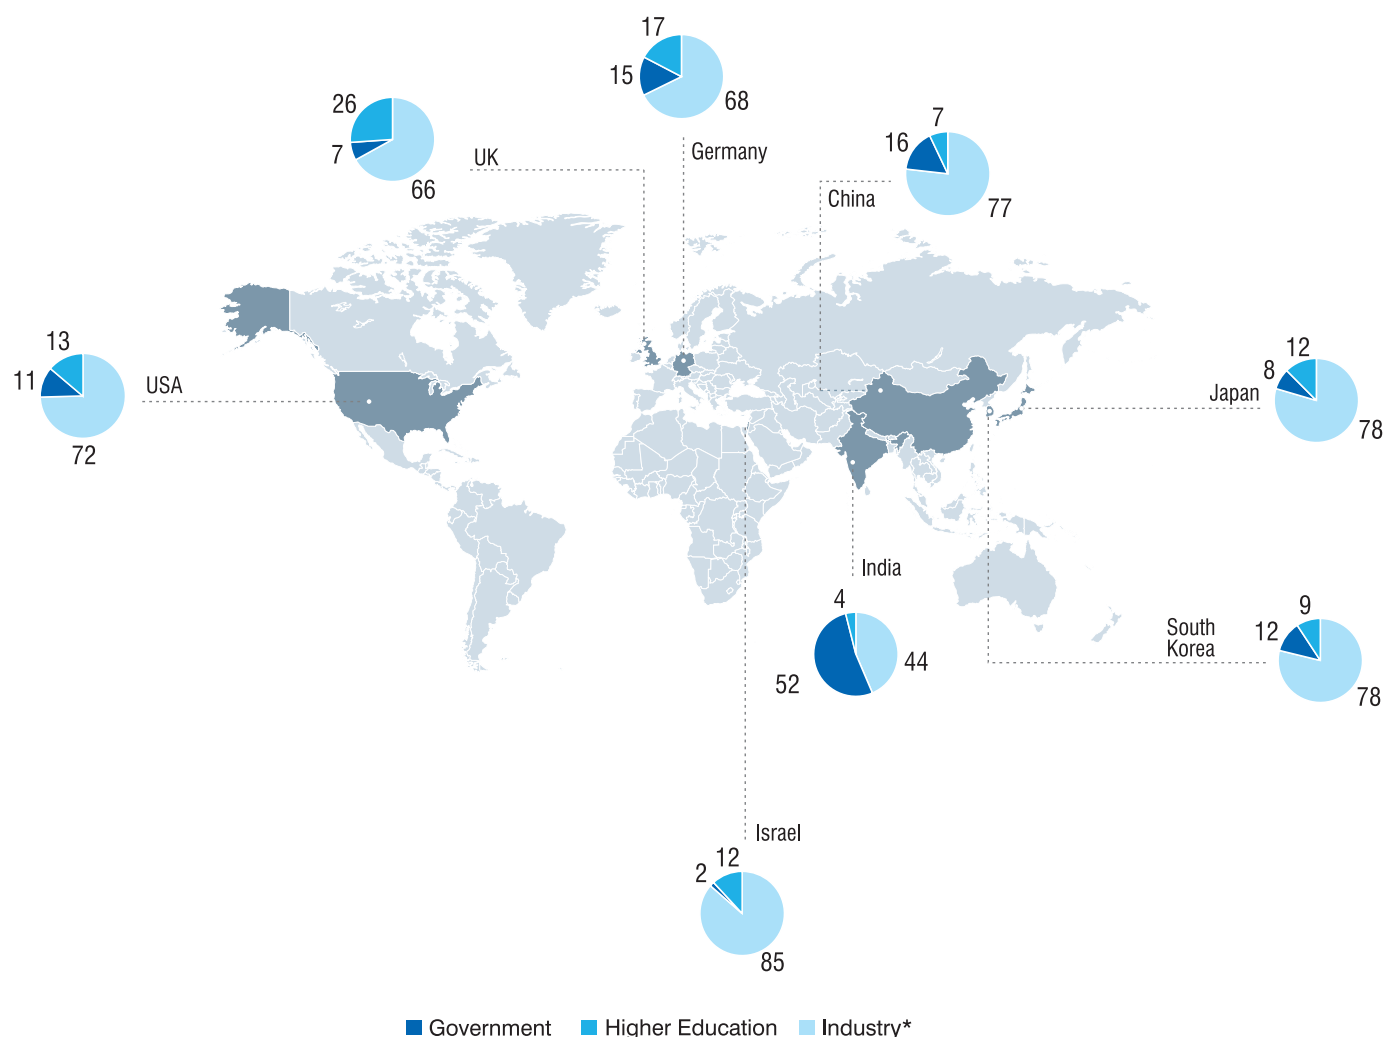 17
15
68
Germany
26
7
66
UK
7
16
77
China
13
11
72
USA
12
8
78
Japan
India
4
52
44
South
Korea
9
12
78
Israel
2
12
85
Government
Higher Education
Industry*